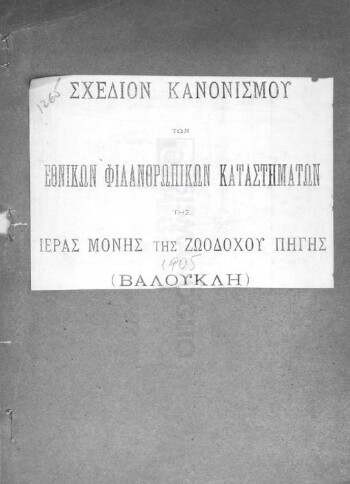 1265
ΣΧΕΔΙΟΝ ΚΑΝΟΝΙΣΜΟΥ
ΤΩΝ
ΕΘΝΙΚΩΝ ΦΙΛΑΝΘΡΩΠΙΚΩΝ ΚΑΤΑΣΤΗΜΑΤΩΝ
ΤΗΣ
ΙΕΡΑΣ ΜΟΝΗΣ ΤΗΣ ΖΩΟΔΟΧΟΥ ΠΗΓΗΣ
1905
(ΒΑΛΟΥΚΛΗ)